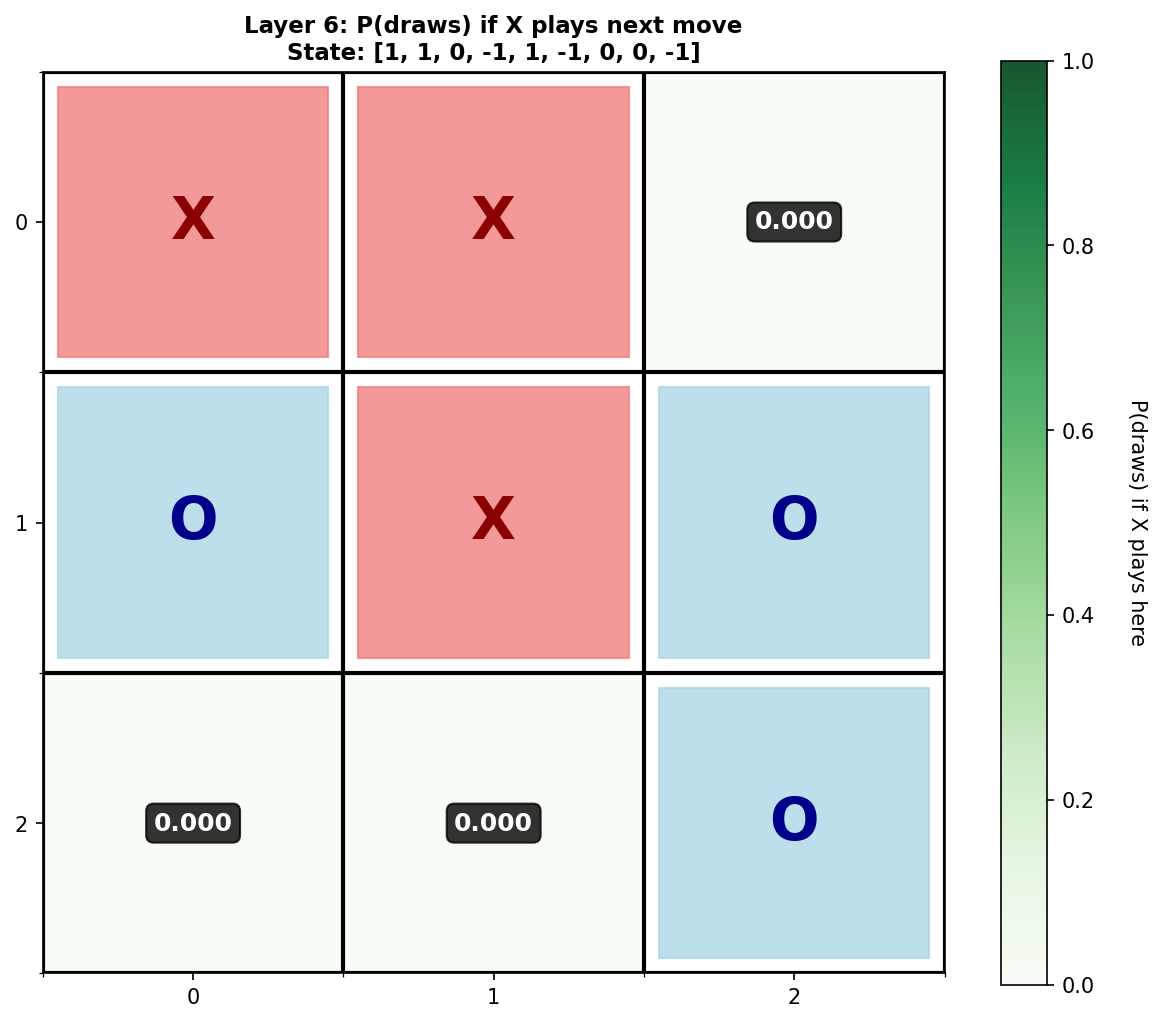 Layer 6: P(draws) if X plays next move
State: [1, 1, 0, -1, 1, -1, 0, 0, -1]
X X 0.000
O X O
0.000 0.000 O
0
1
2
0 1 2
1.0
0.8
0.6
0.4
0.2
0.0
P(draws) if X plays here